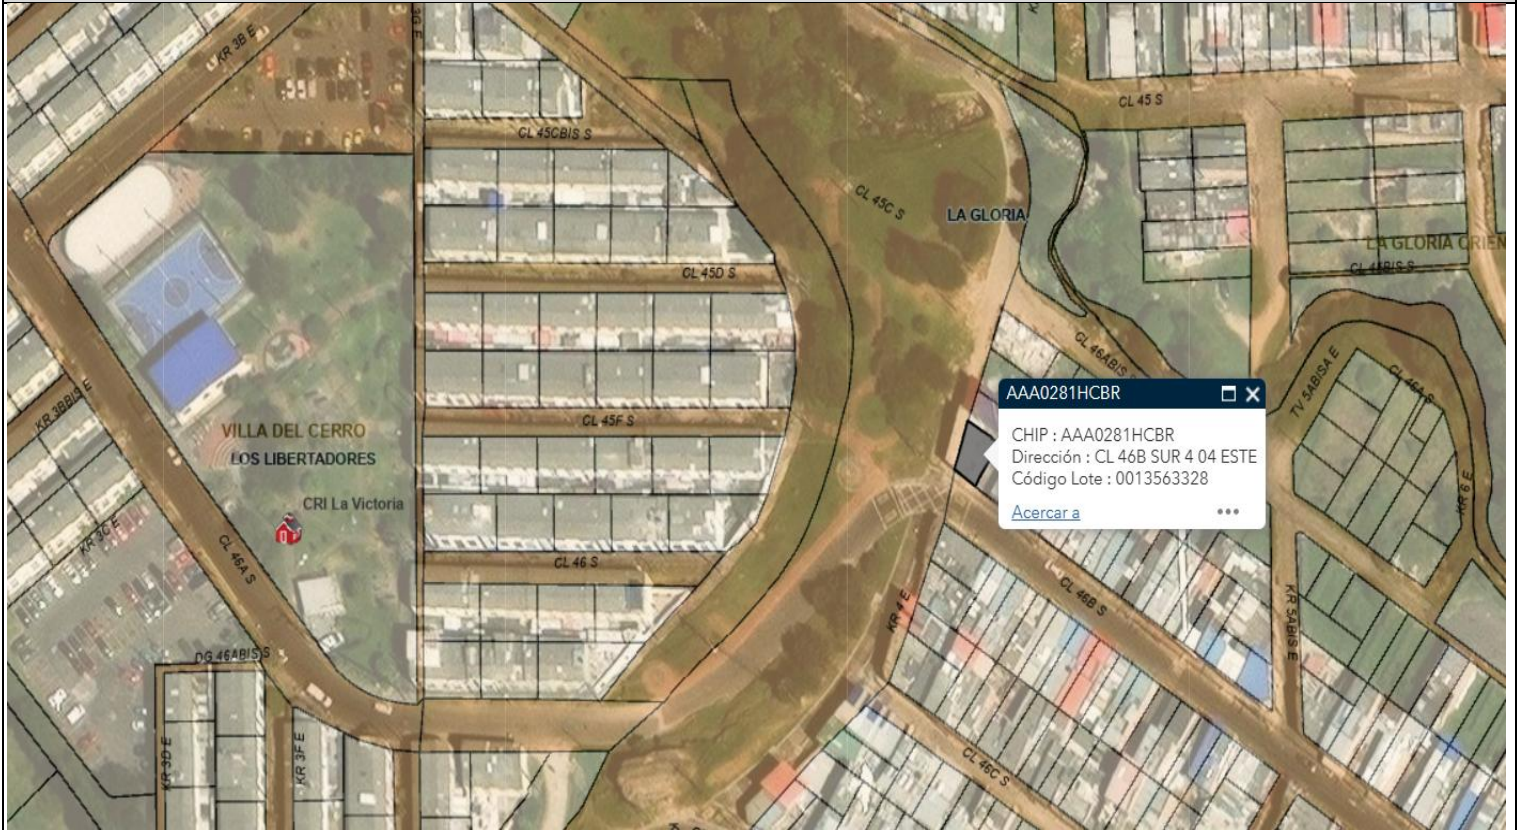 KR 3B E
CL 45 S
CL 45CBIS S
CL 45C S
LA GLORIA
LA GLORIA ORIEN
CL 45D S
CL 46ABIS S
TV 5ABISA E
CL 46A S
KR 3BBIS E
AAA0281HCBR
CHIP : AAA0281HCBR
Dirección : CL 46B SUR 4 04 ESTE
Código Lote : 0013563328
Acercar a
CL 45F S
VILLA DEL CERRO
LOS LIBERTADORES
CRI La Victoria
KR 6 E
KR 3C E
CL 46A S
CL 46 S
CL 46B S
KR 4 E
KR 5ABIS E
DG 46ABIS S
KR 3D E
KR 3F E
CL 46C S